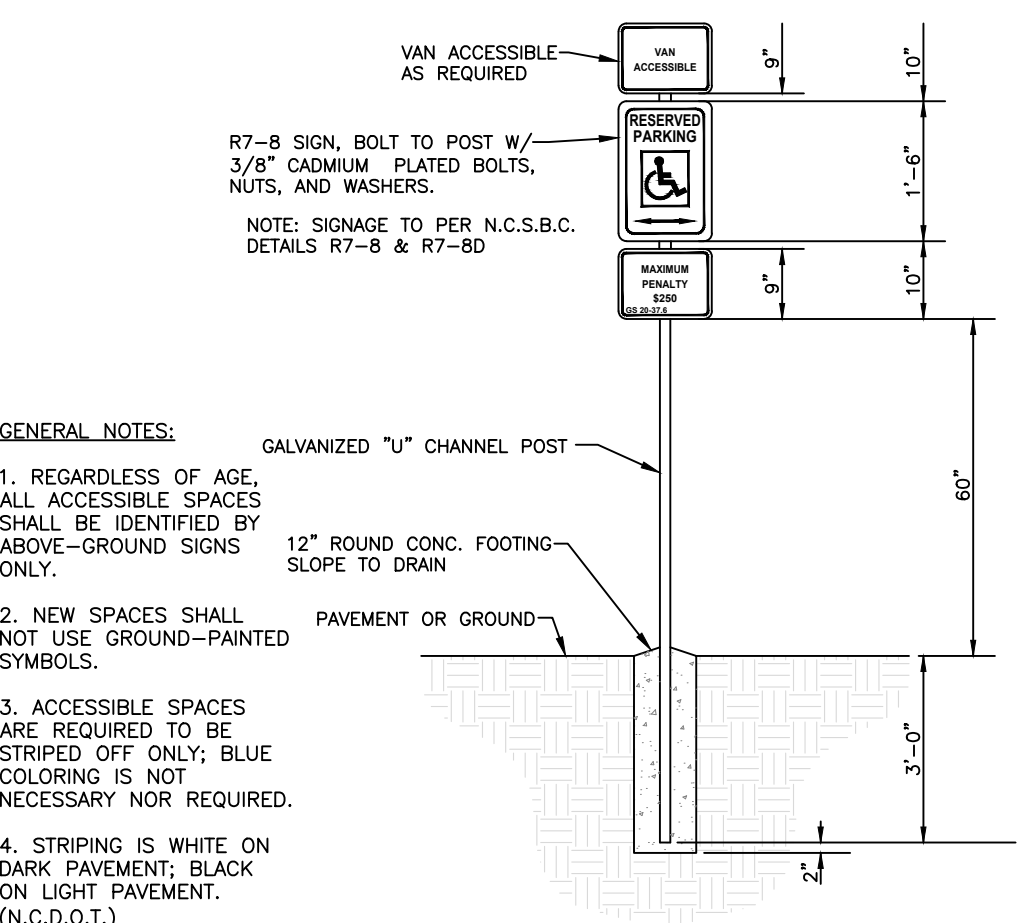 VAN ACCESSIBLE
AS REQUIRED
VAN
ACCESSIBLE
9"
10"
R7-8 SIGN, BOLT TO POST W/
3/8" CADMIUM PLATED BOLTS,
NUTS, AND WASHERS.
RESERVED
PARKING
1'-6"
NOTE: SIGNAGE TO PER N.C.S.B.C.
DETAILS R7-8 & R7-8D
MAXIMUM
PENALTY
$250
GS 20-37.6
9"
10"
GENERAL NOTES:
1. REGARDLESS OF AGE,
ALL ACCESSIBLE SPACES
SHALL BE IDENTIFIED BY
ABOVE-GROUND SIGNS
ONLY.
2. NEW SPACES SHALL
NOT USE GROUND-PAINTED
SYMBOLS.
3. ACCESSIBLE SPACES
ARE REQUIRED TO BE
STRIPED OFF ONLY; BLUE
COLORING IS NOT
NECESSARY NOR REQUIRED.
4. STRIPING IS WHITE ON
DARK PAVEMENT; BLACK
ON LIGHT PAVEMENT.
(N.C.D.O.T.)
GALVANIZED "U" CHANNEL POST
60"
12" ROUND CONC. FOOTING
SLOPE TO DRAIN
PAVEMENT OR GROUND
3'-0"
2"